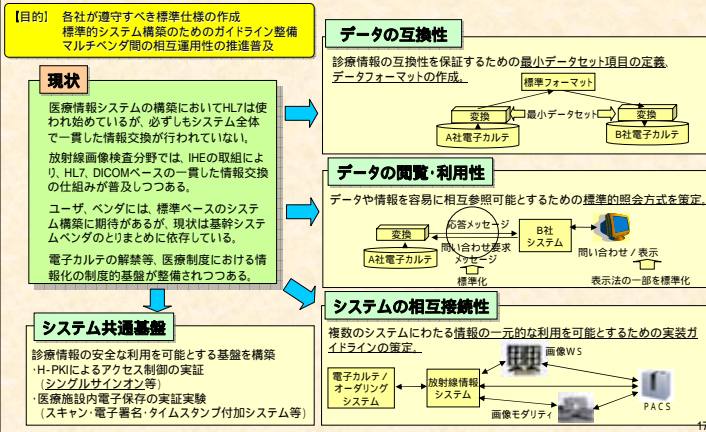 【目的】 各社が遵守すべき標準仕様の作成
標準的システム構築のためのガイドライン整備
マルチベンダ間の相互運用性の推進普及
現状
医療情報システムの構築においてHL7は使
われ始めているが、必ずしもシステム全体
で一貫した情報交換が行われていない。
放射線画像検査分野では、IHEの取組によ
り、HL7、DICOMベースの一貫した情報交換
の仕組みが普及しつつある。
ユーザ、ベンダには、標準ベースのシステ
ム構築に期待があるが、現状は基幹システ
ムベンダのとりまとめに依存している。
電子カルテの解禁等、医療制度における情
報化の制度的基盤が整備されつつある。
システム共通基盤
診療情報の安全な利用を可能とする基盤を構築
・H-PKIによるアクセス制御の実証
(シングルサインオン等)
・医療施設内電子保存の実証実験
(スキャン・電子署名・タイムスタンプ付加システム等)
データの互換性
診療情報の互換性を保証するための最小データセット項目の定義、
データフォーマットの作成。
標準フォーマット
変換
最小データセット
変換
A社電子カルテ
B社電子カルテ
データの閲覧・利用性
データや情報を容易に相互参照可能とするための標準的照会方式を策定。
応答メッセージ
変換
B社
システム
A社電子カルテ
問い合わせ要求
メッセージ
問い合わせ / 表示
標準化
表示法の一部を標準化
システムの相互接続性
複数のシステムにわたる情報の一元的な利用を可能とするための実装ガ
イドラインの策定。
画像WS
電子カルテ /
オーダリング
システム
放射線情報
システム
画像モダリティ
PACS
17